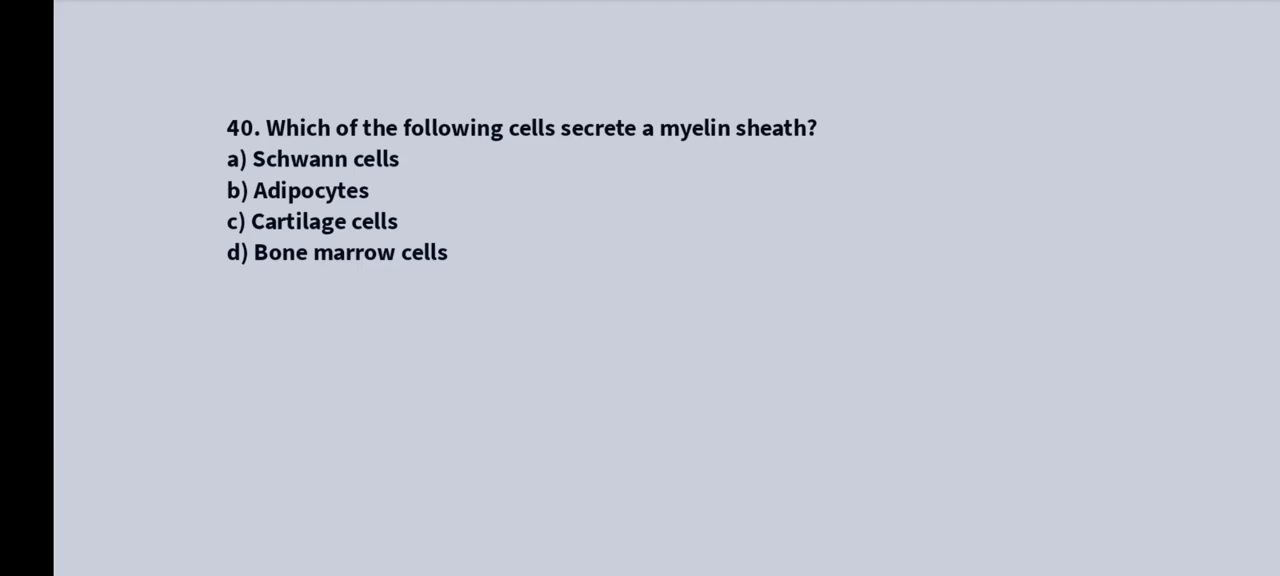 40. Which of the following cells secrete a myelin sheath?
a) Schwann cells
b) Adipocytes
c) Cartilage cells
d) Bone marrow cells